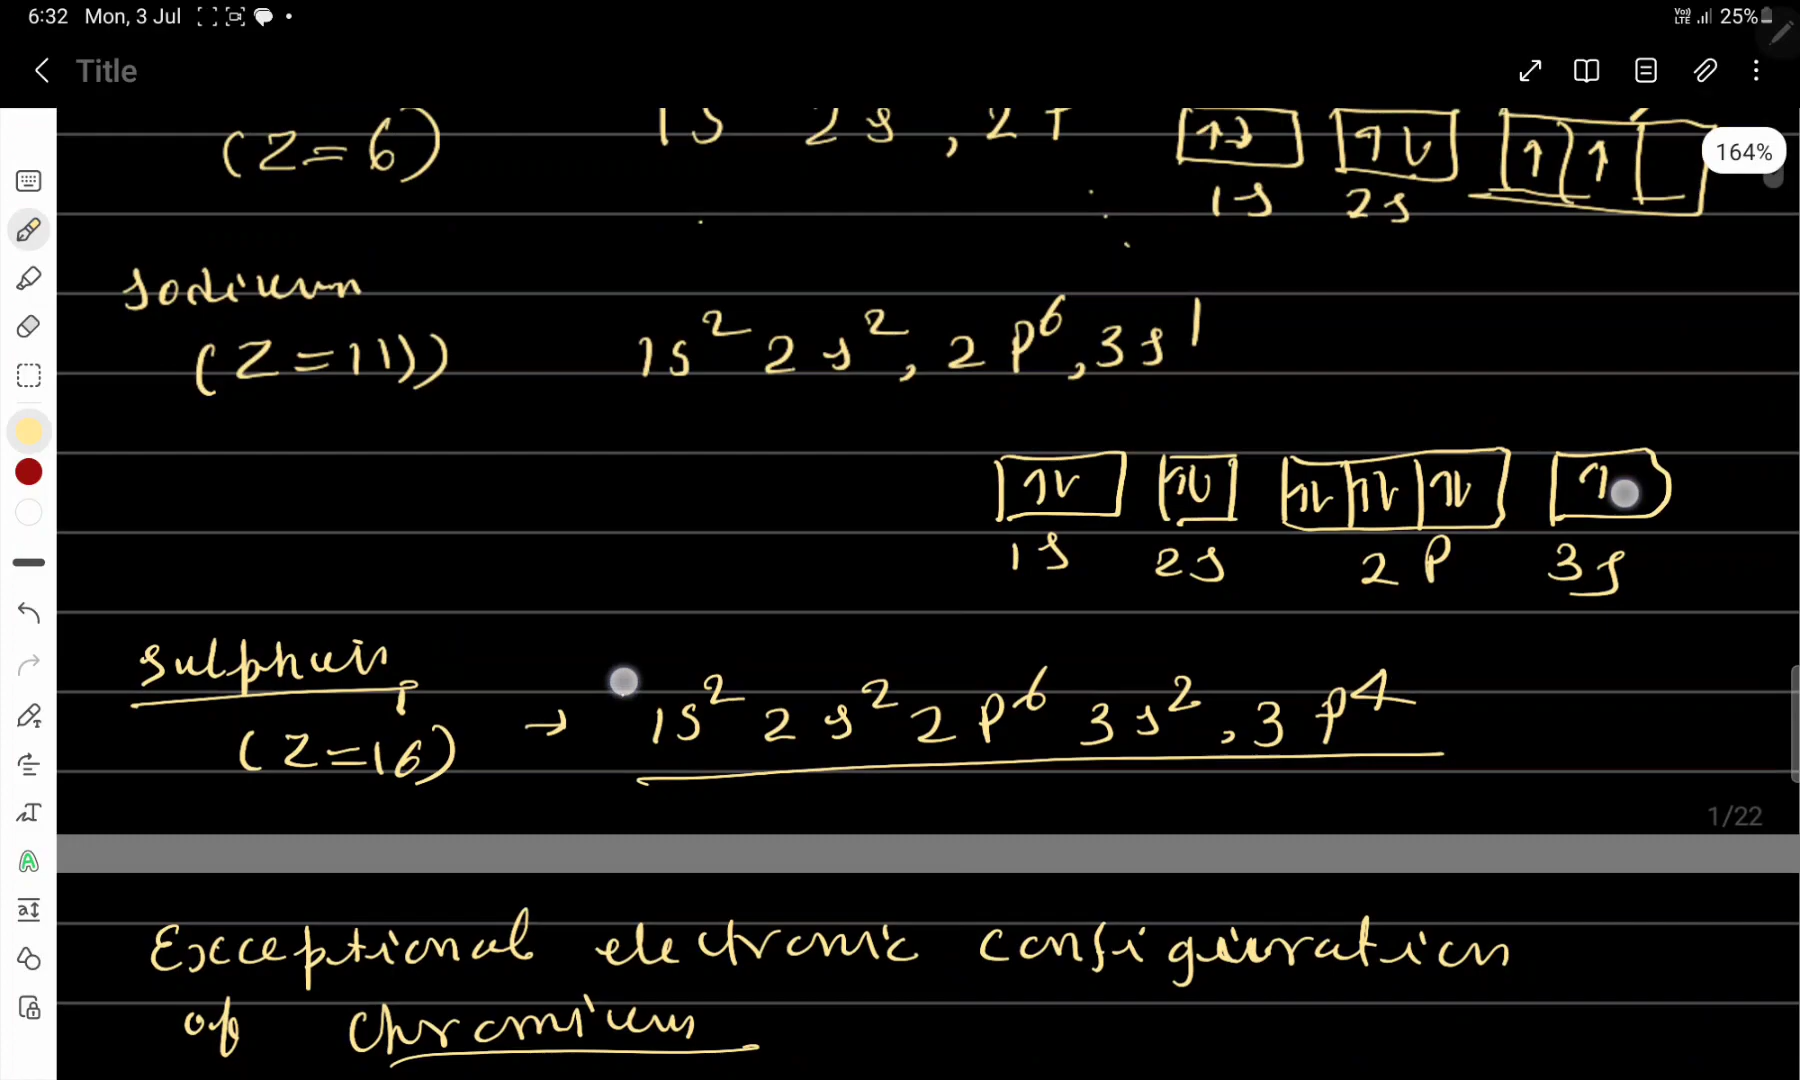 6:32 Mon, 3 Jul
25%
Title
164%
(Z=6) 1s 2s, 2p
1s 2s
Sodium
(Z=11)) 1s² 2s², 2p⁶, 3s¹
1s 2s 2p 3s
Sulphur
(Z=16) → 1s² 2s² 2p⁶ 3s², 3p⁴
1/22
Exceptional electronic configuration
of chromium